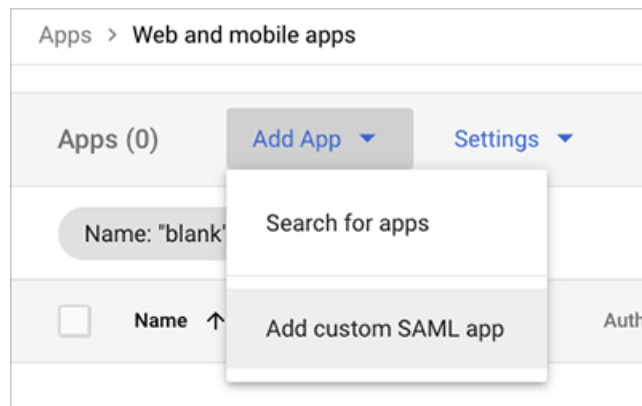 Apps > Web and mobile apps
Apps (0) Add App Settings
Name: "blank"
Search for apps
Name
Add custom SAML app